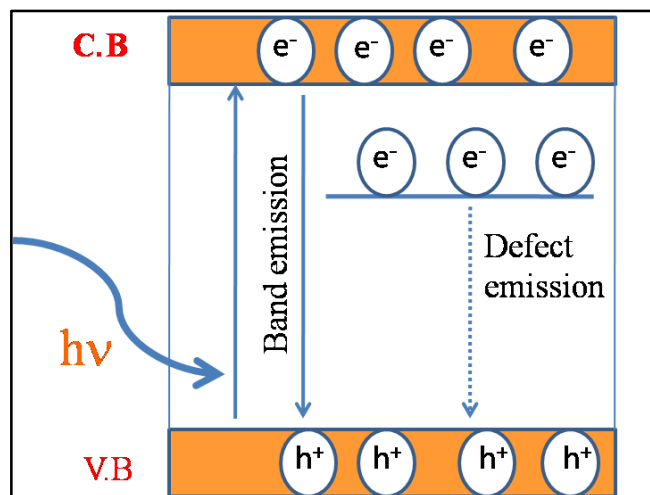 C.B
e⁻ e⁻ e⁻ e⁻
e⁻ e⁻ e⁻
Band emission
Defect
emission
hν
V.B
h⁺ h⁺ h⁺ h⁺